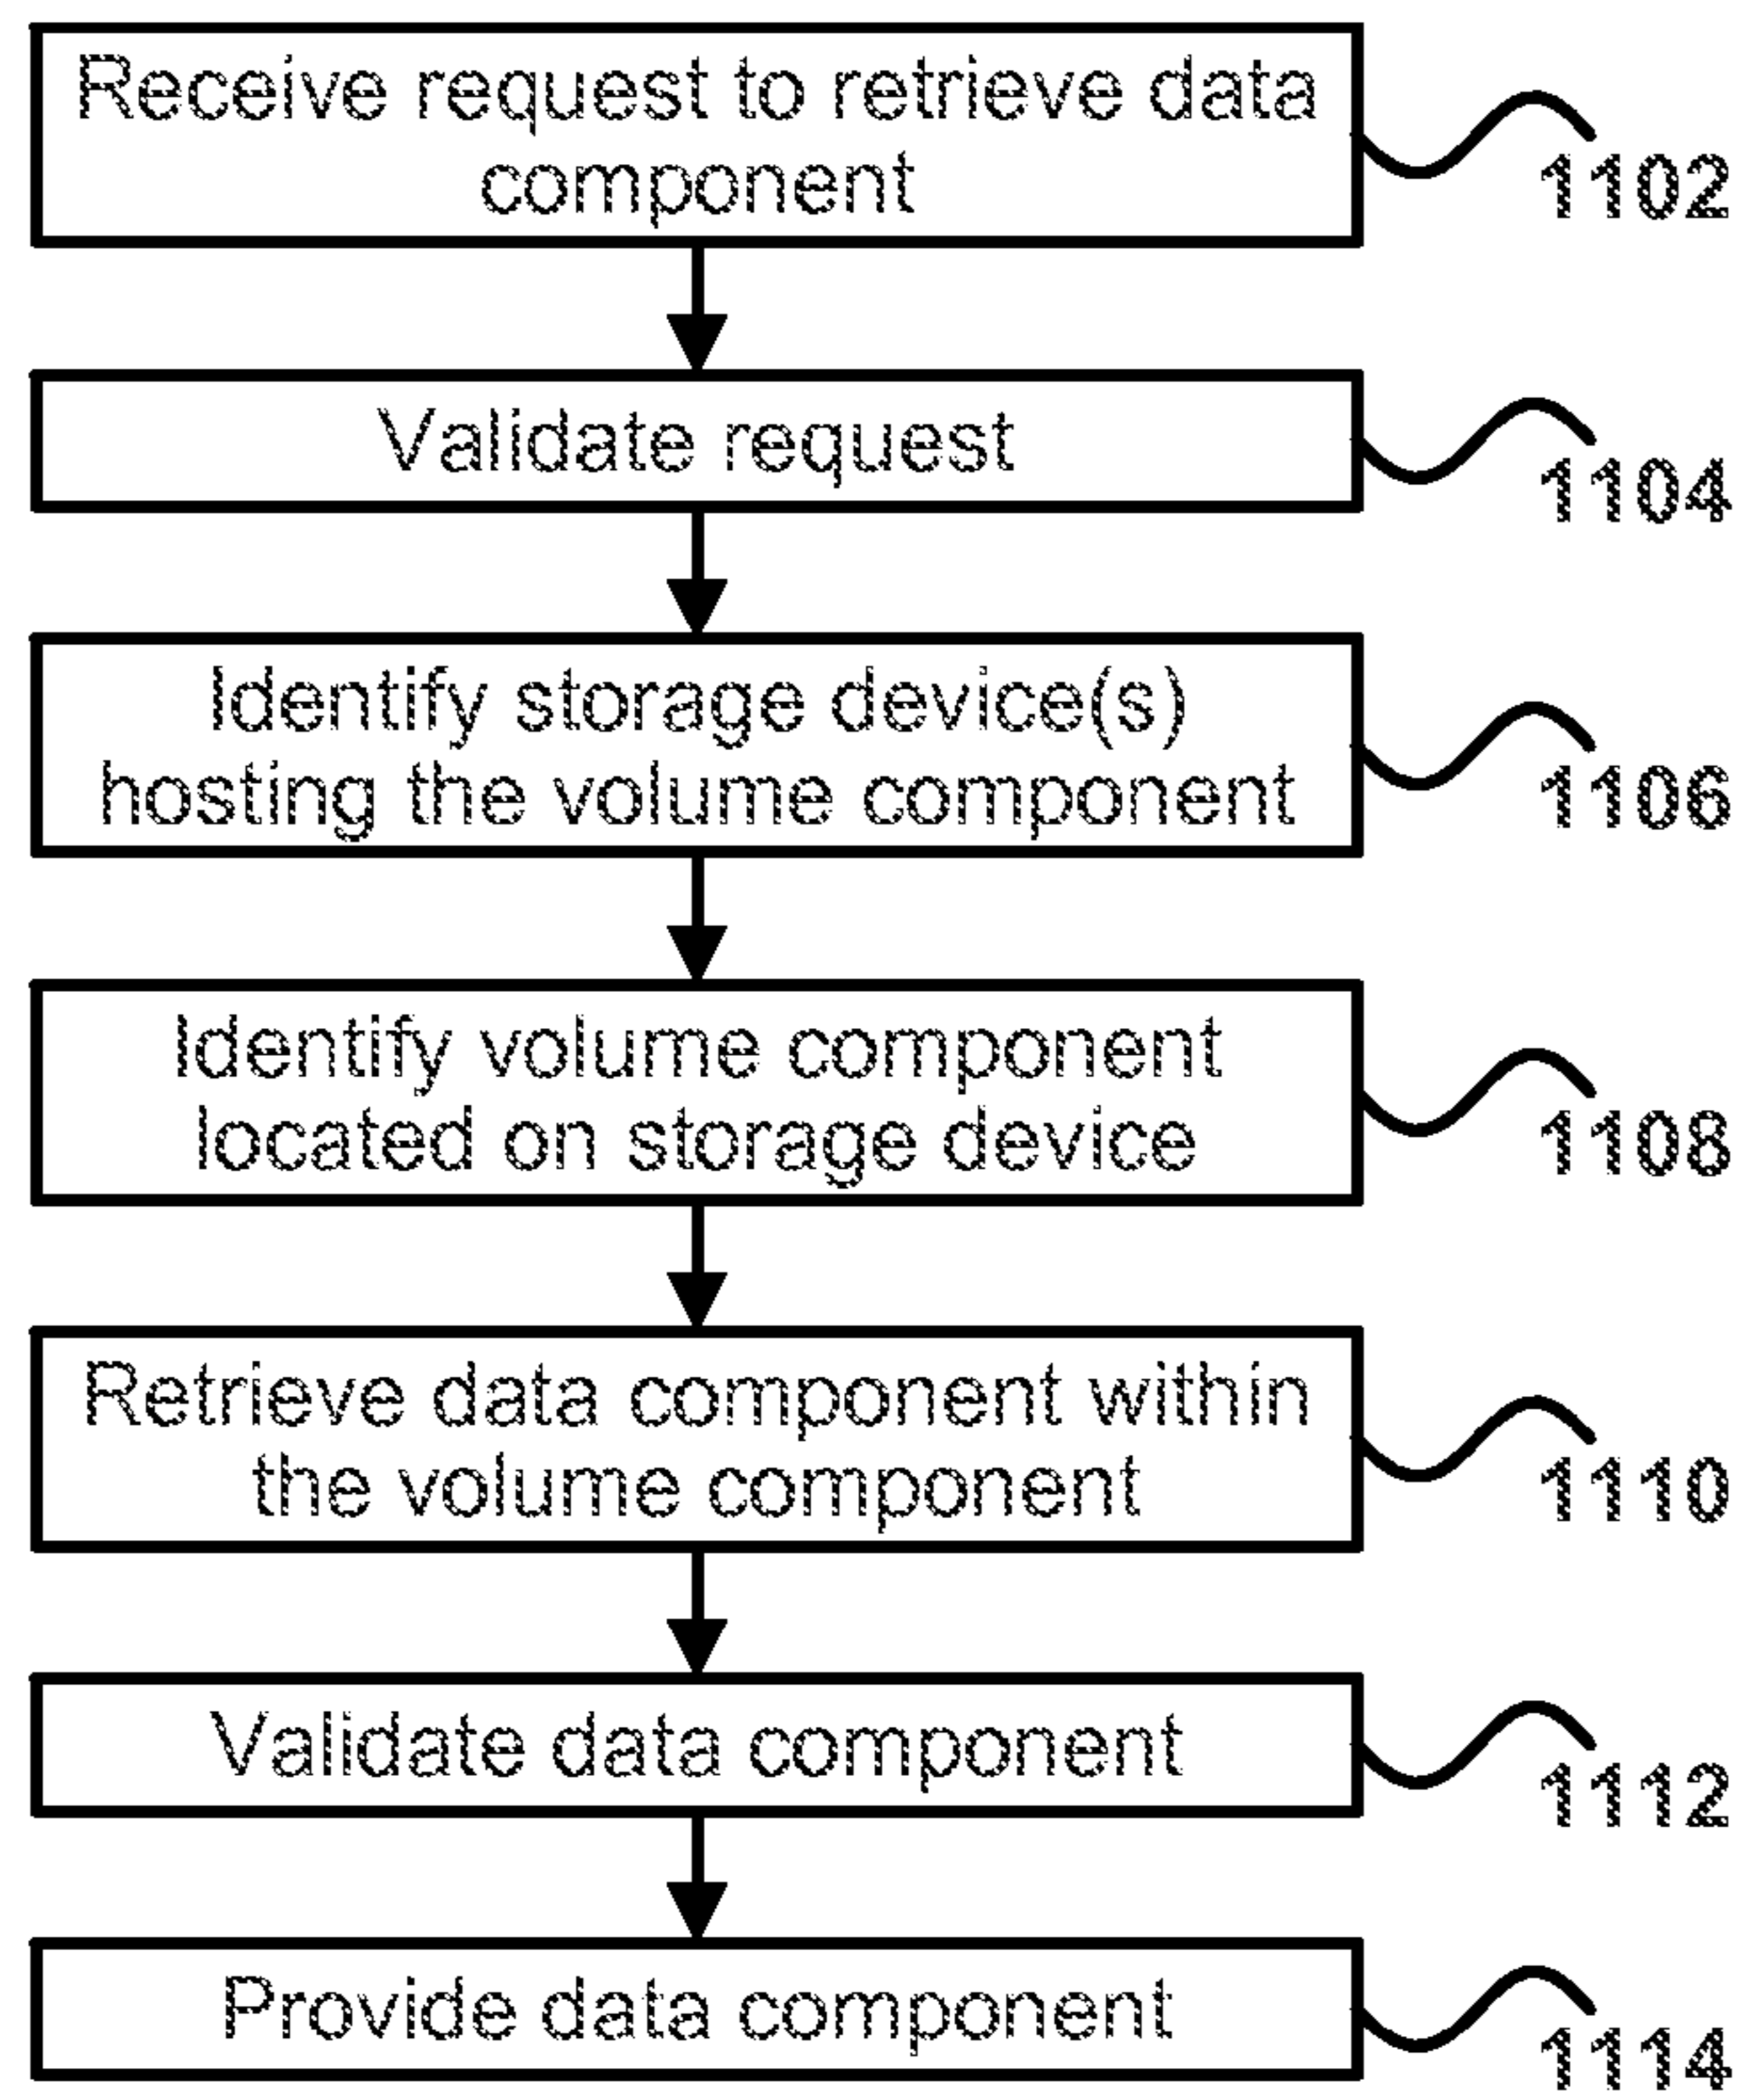 Receive request to retrieve data
component
1102
Validate request
1104
Identify storage device(s)
hosting the volume component
1106
Identify volume component
located on storage device
1108
Retrieve data component within
the volume component
1110
Validate data component
1112
Provide data component
1114